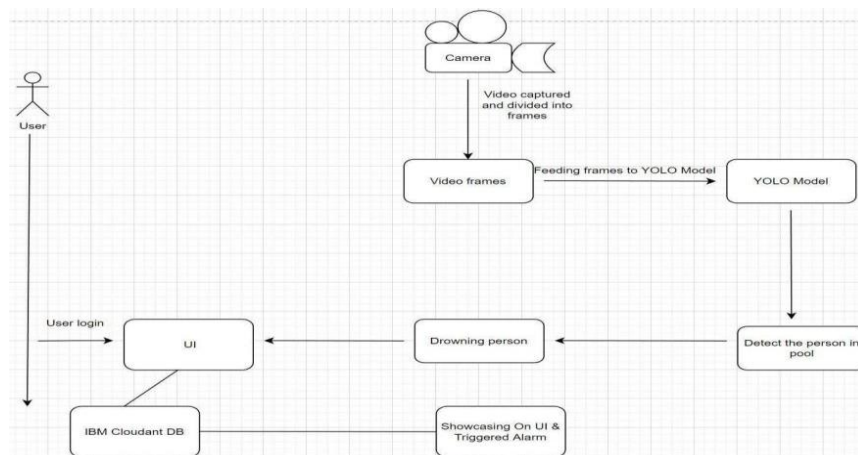 Camera
Video captured
and divided into
frames
User
Video frames
Feeding frames to YOLO Model
YOLO Model
User login
UI
Drowning person
Detect the person in
pool
IBM Cloudant DB
Showcasing On UI &
Triggered Alarm